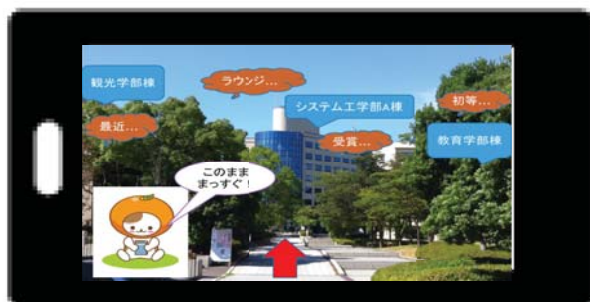 観光学部棟
ラウンジ...
システム工学部A棟
初等...
最近...
受賞...
教育学部棟
このまま
まっすぐ！